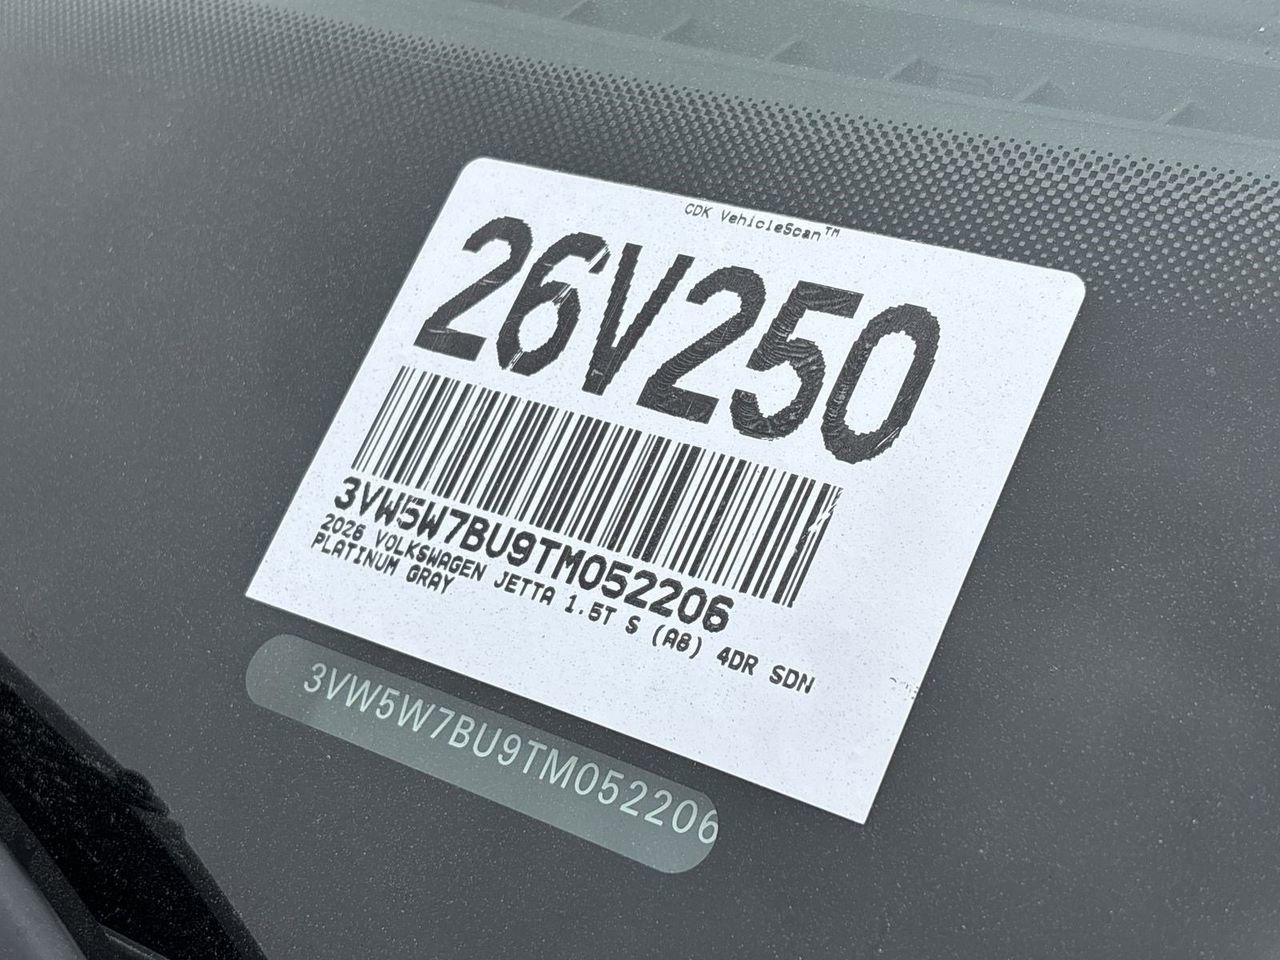 CDK VehicleScan™
26V250
3VW5W7BU9TM052206
2026 VOLKSWAGEN JETTA 1.5T S (A8) 4DR SDN
PLATINUM GRAY
3VW5W7BU9TM052206